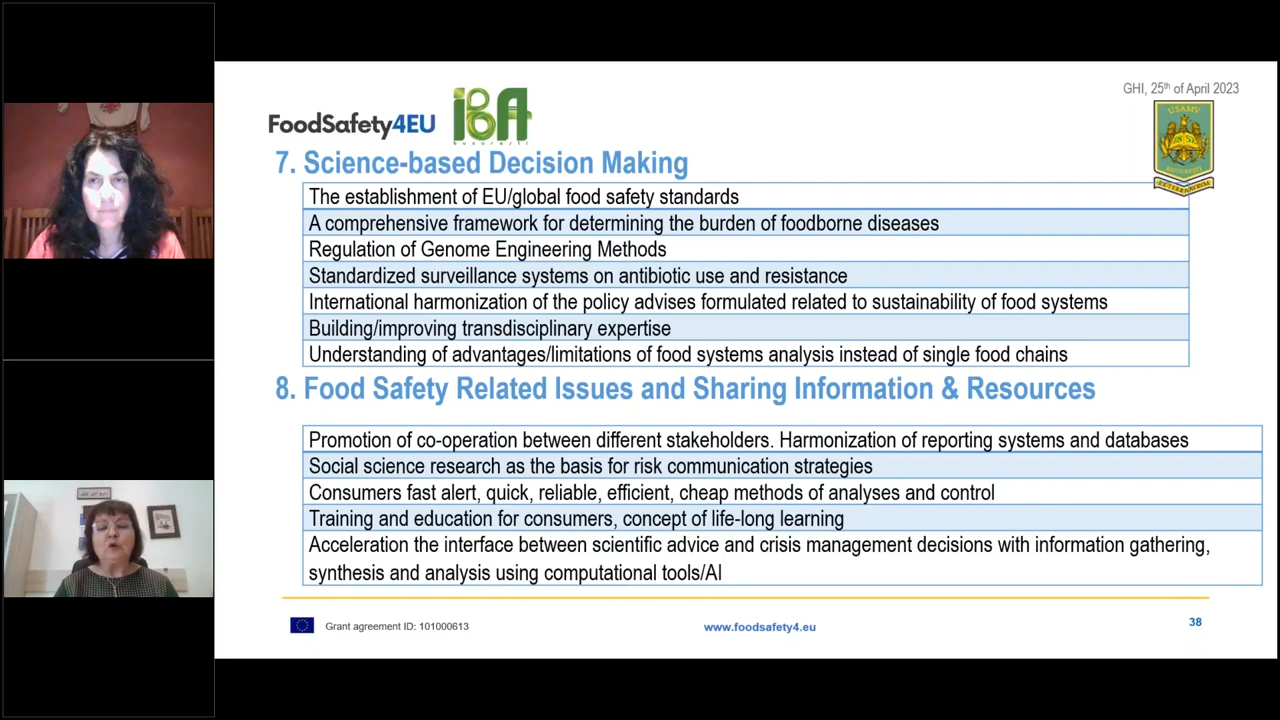 GHI, 25th of April 2023
FoodSafety4EU
IBA
USAMV
BUCURESTI
7. Science-based Decision Making
The establishment of EU/global food safety standards
A comprehensive framework for determining the burden of foodborne diseases
Regulation of Genome Engineering Methods
Standardized surveillance systems on antibiotic use and resistance
International harmonization of the policy advises formulated related to sustainability of food systems
Building/improving transdisciplinary expertise
Understanding of advantages/limitations of food systems analysis instead of single food chains
8. Food Safety Related Issues and Sharing Information & Resources
Promotion of co-operation between different stakeholders. Harmonization of reporting systems and databases
Social science research as the basis for risk communication strategies
Consumers fast alert, quick, reliable, efficient, cheap methods of analyses and control
Training and education for consumers, concept of life-long learning
Acceleration the interface between scientific advice and crisis management decisions with information gathering,
synthesis and analysis using computational tools/AI
Grant agreement ID: 101000613
www.foodsafety4.eu
38